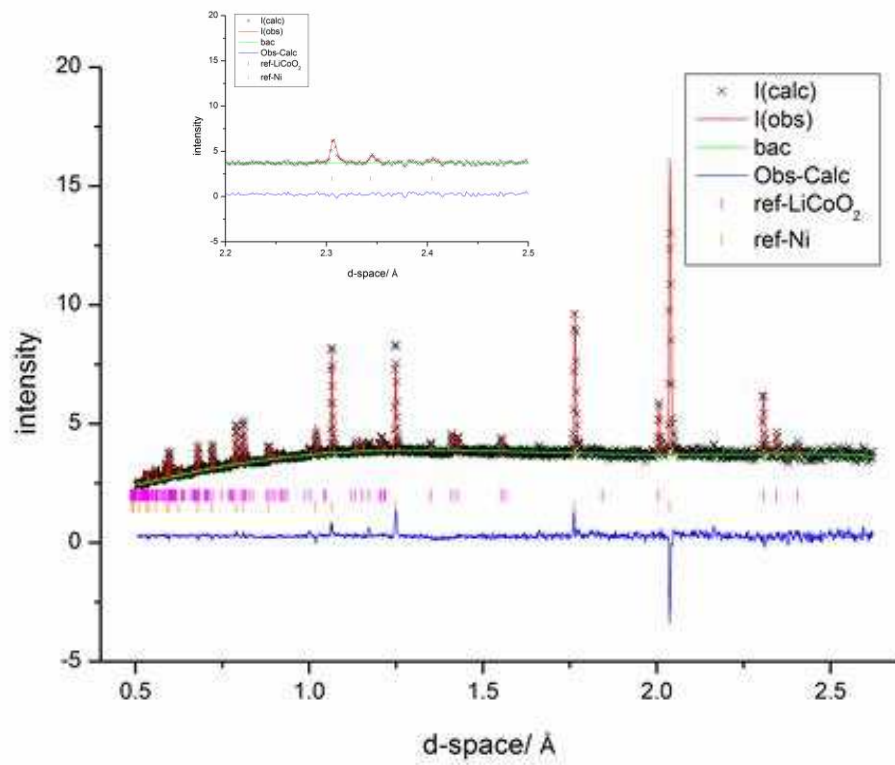 20
15
10
5
0
-5
intensity
0.5
1.0
1.5
2.0
2.5
d-space/ Å
× I(calc)
I(obs)
bac
Obs-Calc
ref-LiCoO₂
ref-Ni
20
15
10
5
0
-5
intensity
2.2
2.3
2.4
2.5
d-space/ Å
× I(calc)
I(obs)
bac
Obs-Calc
ref-LiCoO₂
ref-Ni